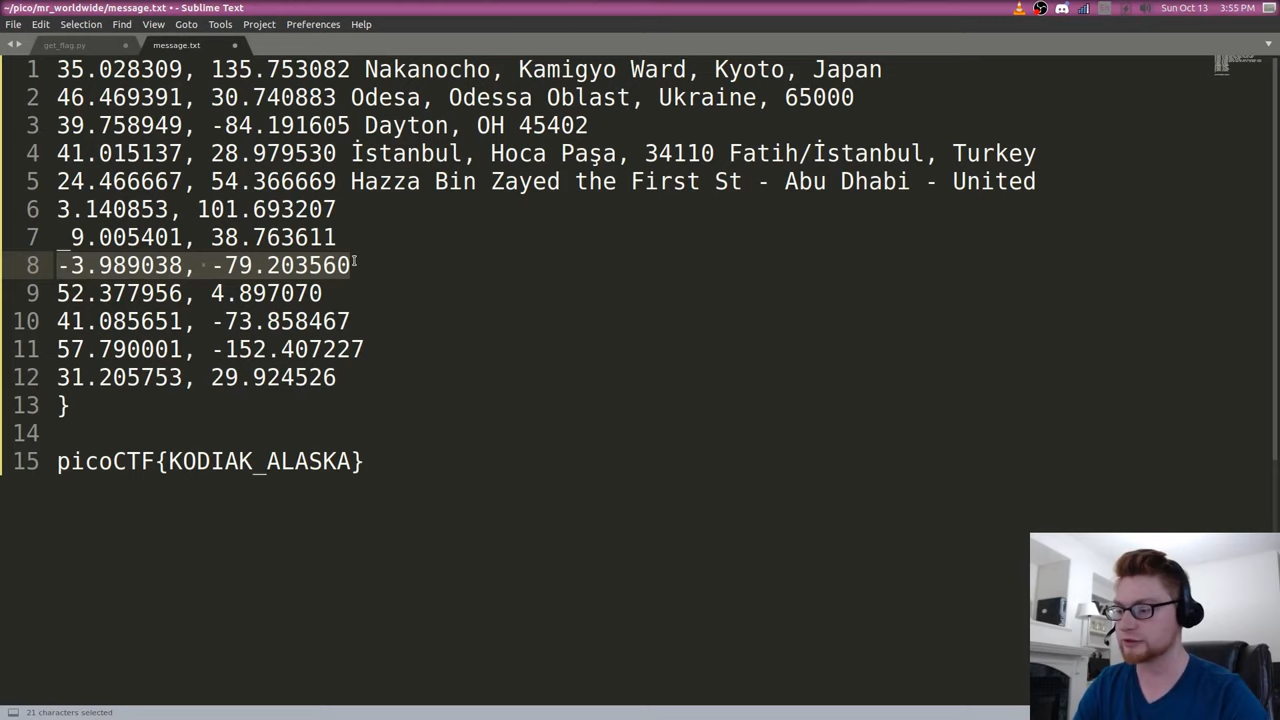 ~/pico/mr_worldwide/message.txt • - Sublime Text
Sun Oct 13 3:55 PM
File Edit Selection Find View Goto Tools Project Preferences Help
get_flag.py message.txt
1 35.028309, 135.753082 Nakanocho, Kamigyo Ward, Kyoto, Japan
2 46.469391, 30.740883 Odesa, Odessa Oblast, Ukraine, 65000
3 39.758949, -84.191605 Dayton, OH 45402
4 41.015137, 28.979530 İstanbul, Hoca Paşa, 34110 Fatih/İstanbul, Turkey
5 24.466667, 54.366669 Hazza Bin Zayed the First St - Abu Dhabi - United
6 3.140853, 101.693207
7 _9.005401, 38.763611
8 -3.989038, -79.203560
9 52.377956, 4.897070
10 41.085651, -73.858467
11 57.790001, -152.407227
12 31.205753, 29.924526
13 }
14
15 picoCTF{KODIAK_ALASKA}
21 characters selected